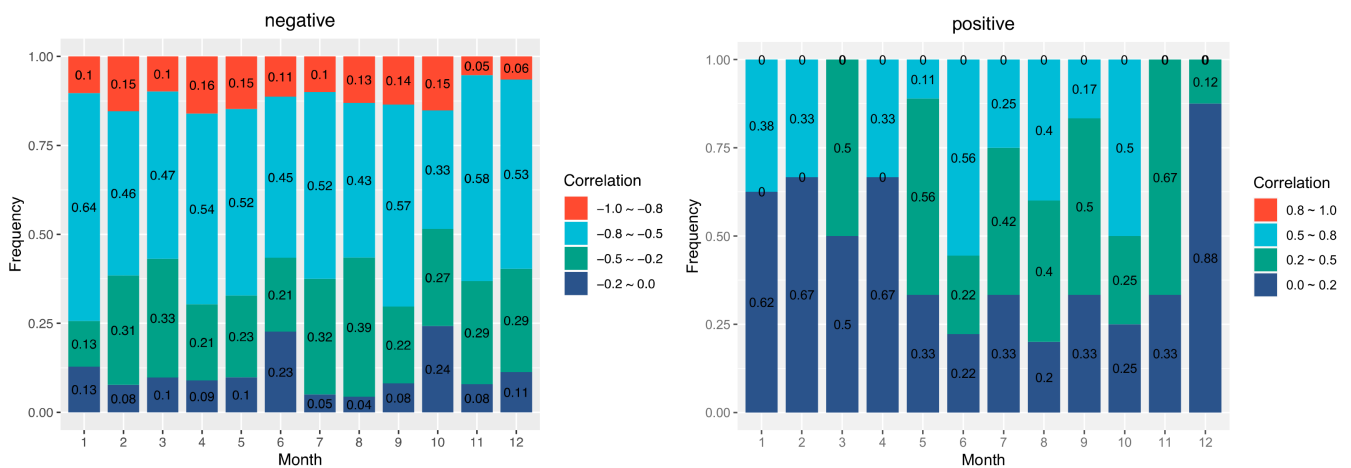 negative
Frequency
1.00
0.75
0.50
0.25
0.00
0.1 0.15 0.1 0.16 0.15 0.11 0.1 0.13 0.14 0.15 0.05 0.06
0.64 0.46 0.47 0.54 0.52 0.45 0.52 0.43 0.57 0.33 0.58 0.53
0.13 0.31 0.33 0.21 0.23 0.21 0.32 0.39 0.22 0.27 0.29 0.29
0.13 0.08 0.1 0.09 0.1 0.23 0.05 0.04 0.08 0.24 0.08 0.11
1 2 3 4 5 6 7 8 9 10 11 12
Month
Correlation
−1.0 ~ −0.8
−0.8 ~ −0.5
−0.5 ~ −0.2
−0.2 ~ 0.0
positive
Frequency
1.00
0.75
0.50
0.25
0.00
0 0 0 0 0 0 0 0 0 0 0 0
0.38 0.33 0.33 0.11 0.56 0.25 0.4 0.17 0.5
0 0 0.5 0 0.56 0.22 0.42 0.4 0.5 0.25 0.67 0.12
0.62 0.67 0.5 0.67 0.33 0.22 0.33 0.2 0.33 0.25 0.33 0.88
1 2 3 4 5 6 7 8 9 10 11 12
Month
Correlation
0.8 ~ 1.0
0.5 ~ 0.8
0.2 ~ 0.5
0.0 ~ 0.2